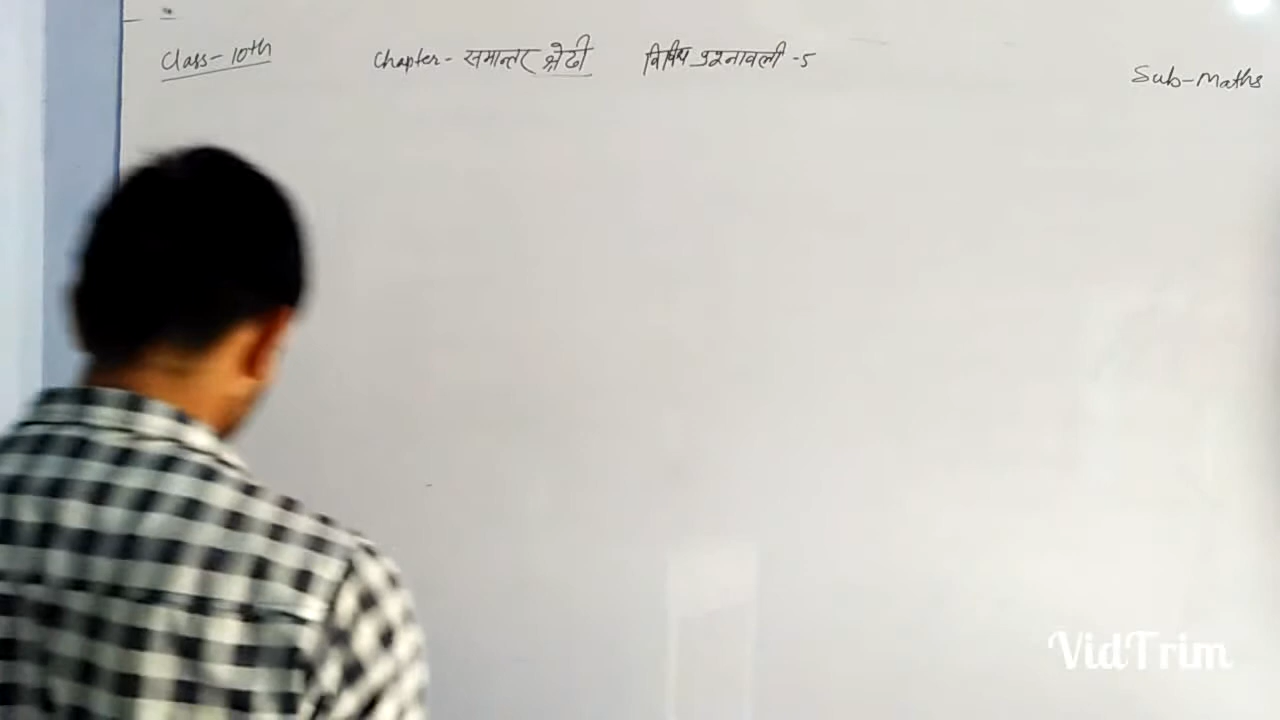 Class-10th Chapter- समान्तर श्रेढी विविध प्रश्नावली -5 Sub-Maths
VidTrim